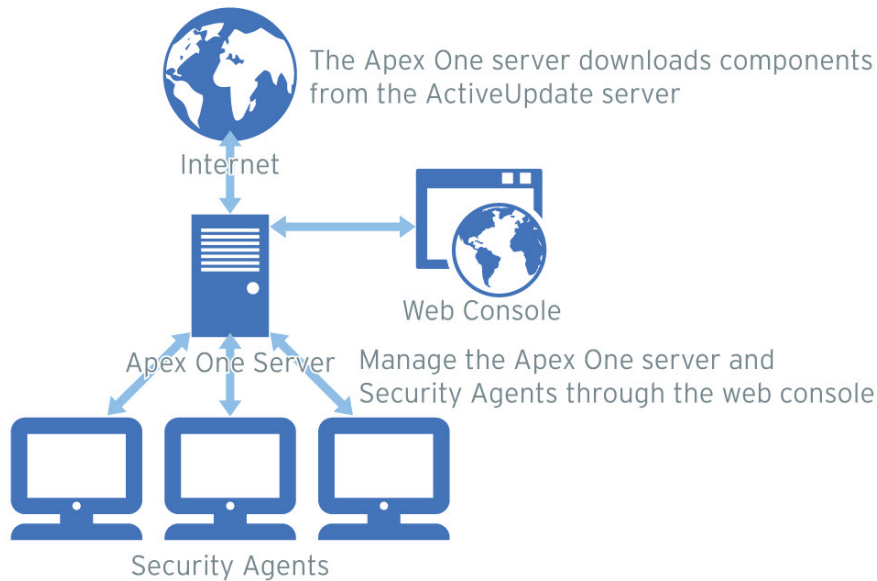 The Apex One server downloads components
from the ActiveUpdate server
Internet
Web Console
Apex One Server
Manage the Apex One server and
Security Agents through the web console
Security Agents